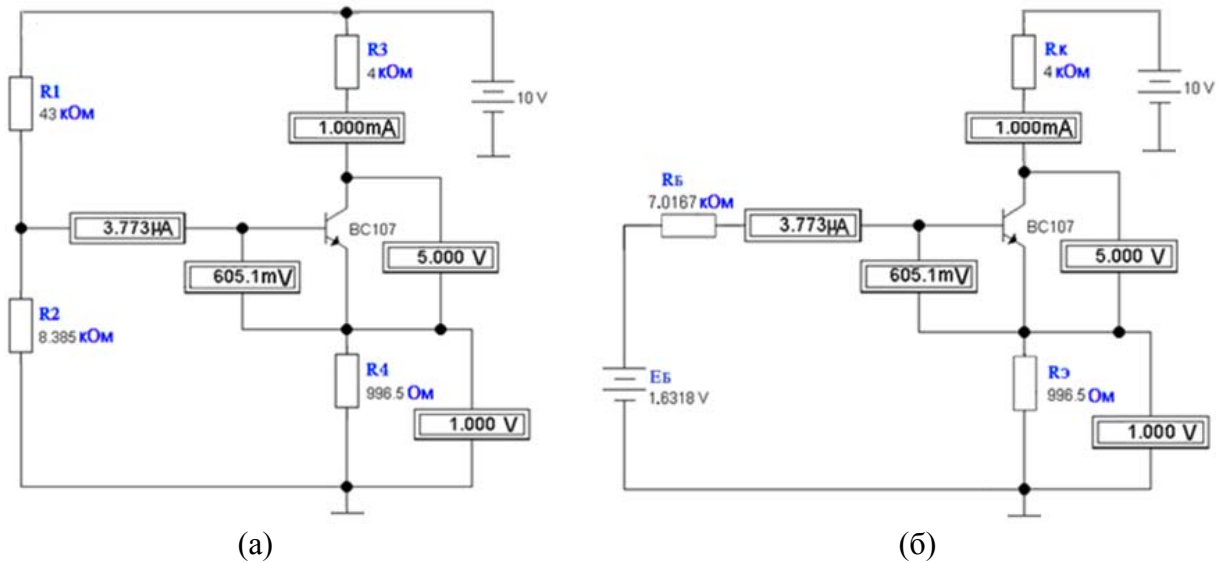 R1
43 кОм
R2
8.385 кОм
3.773µA
605.1mV
R3
4 кОм
1.000mA
BC107
5.000 V
R4
996.5 Ом
1.000 V
10 V
(а)
EБ
1.6318 V
RБ
7.0167 кОм
3.773µA
605.1mV
Rк
4 кОм
1.000mA
BC107
5.000 V
Rэ
996.5 Ом
1.000 V
10 V
(б)